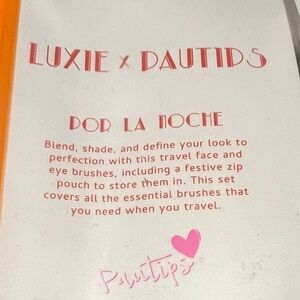 LUXIE x PAUTIPS
POR LA NOCHE
Blend, shade, and define your look to
perfection with this travel face and
eye brushes, including a festive zip
pouch to store them in. This set
covers all the essential brushes that
you need when you travel.
Pautips